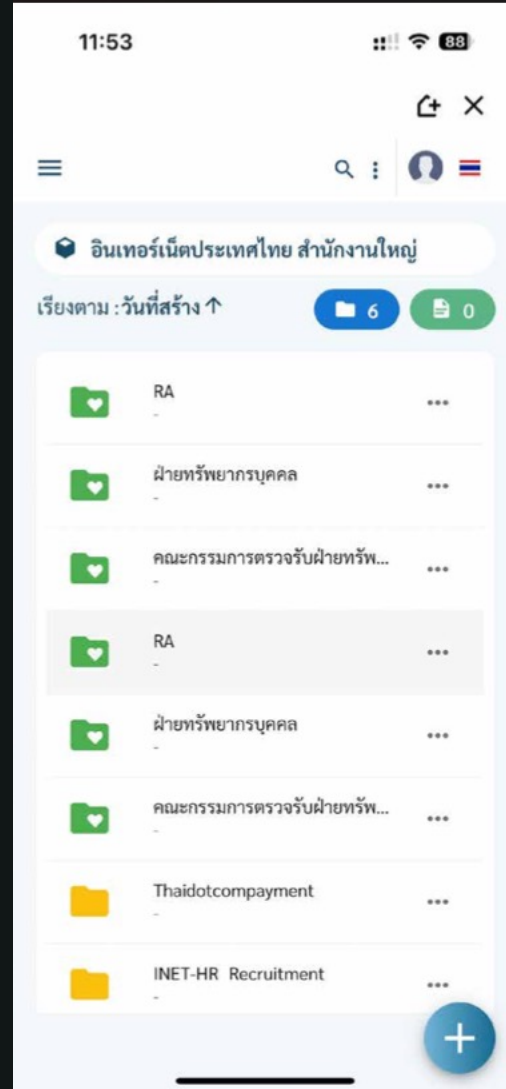 11:53
88
อินเทอร์เน็ตประเทศไทย สำนักงานใหญ่
เรียงตาม : วันที่สร้าง ↑
6
0
RA
-
ฝ่ายทรัพยากรบุคคล
-
คณะกรรมการตรวจรับฝ่ายทรัพ...
-
RA
-
ฝ่ายทรัพยากรบุคคล
-
คณะกรรมการตรวจรับฝ่ายทรัพ...
-
Thaidotcompayment
-
INET-HR Recruitment
-